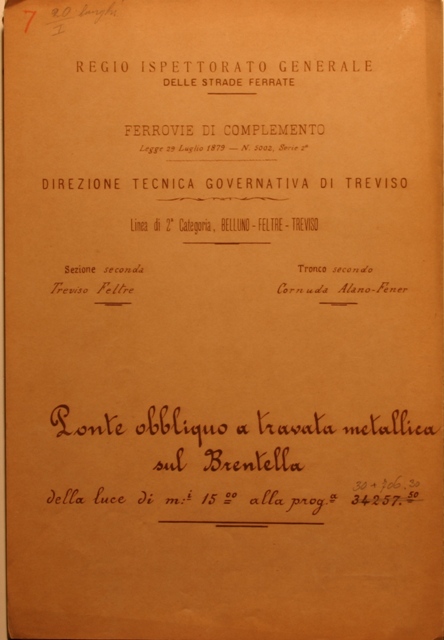 7 20 lunghi
I
REGIO ISPETTORATO GENERALE
DELLE STRADE FERRATE
FERROVIE DI COMPLEMENTO
Legge 29 Luglio 1879 — N. 5002, Serie 2ª
DIREZIONE TECNICA GOVERNATIVA DI TREVISO
Linea di 2ª Categoria, BELLUNO - FELTRE - TREVISO
Sezione seconda Tronco secondo
Treviso Feltre Cornuda Alano-Fener
Ponte obbliquo a travata metallica
sul Brentella
30 + 706.30
della luce di m:i 15 00 alla prog.a 34257.50